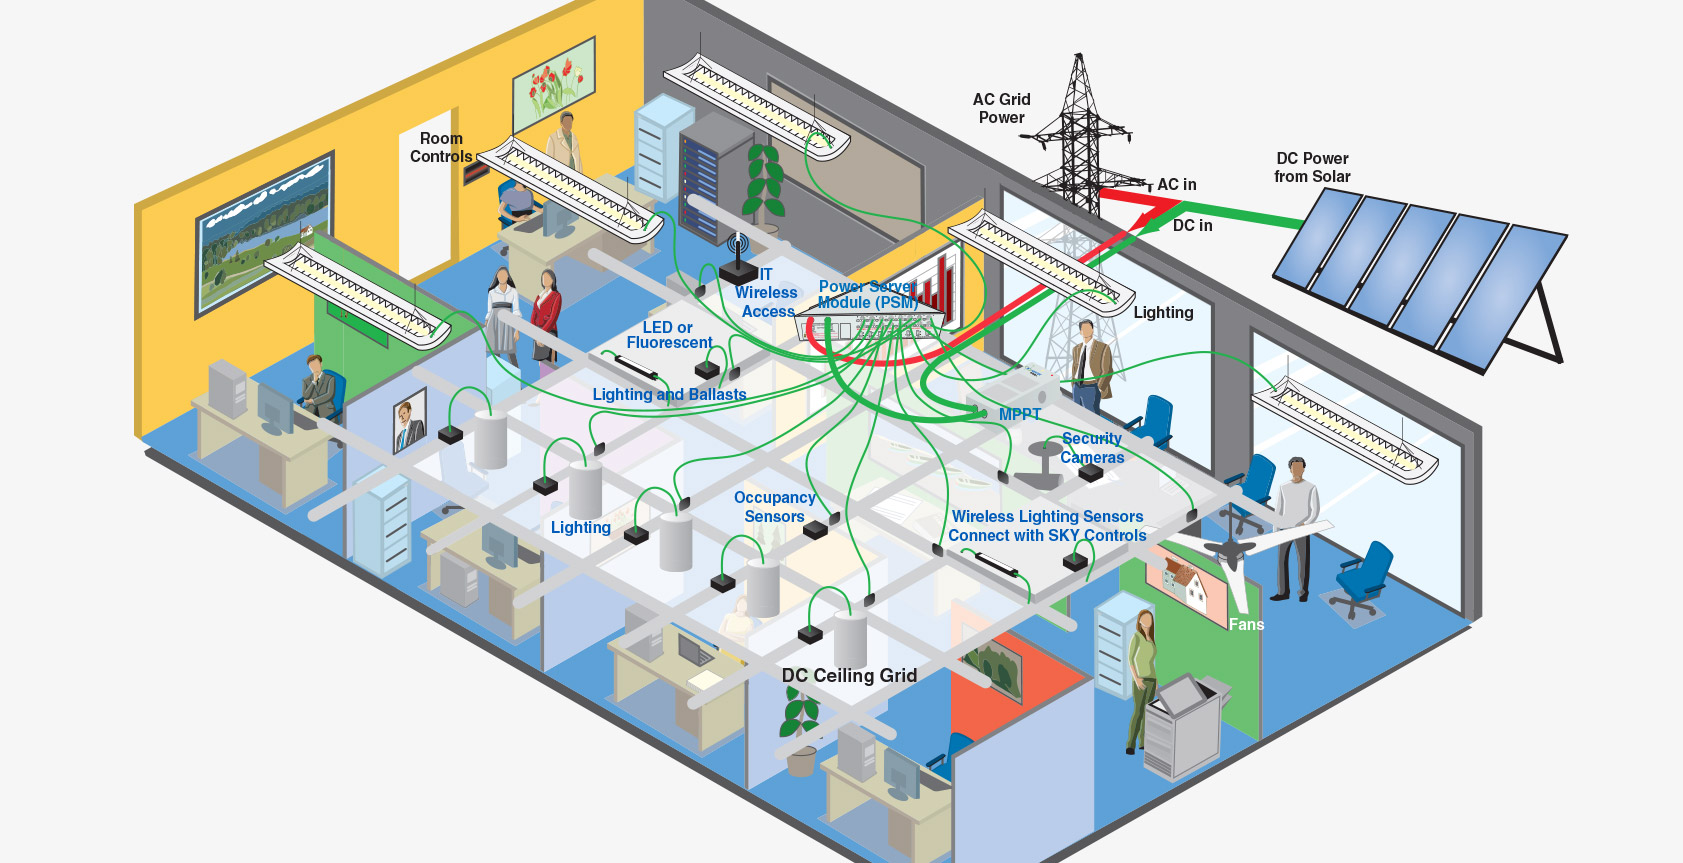 AC Grid
Power
Room
Controls
DC Power
from Solar
AC in
DC in
IT
Wireless
Access
Power Server
Module (PSM)
Lighting
LED or
Fluorescent
Lighting and Ballasts
MPPT
Security
Cameras
Occupancy
Sensors
Lighting
Wireless Lighting Sensors
Connect with SKY Controls
Fans
DC Ceiling Grid